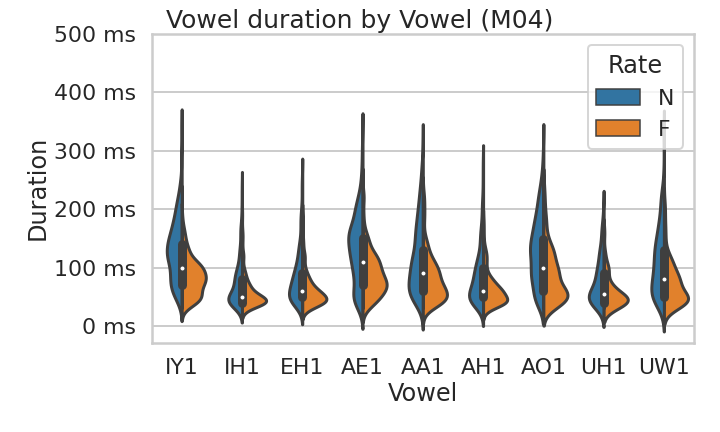 Vowel duration by Vowel (M04)
500 ms
400 ms
300 ms
200 ms
100 ms
0 ms
Duration
Rate
N
F
IY1 IH1 EH1 AE1 AA1 AH1 AO1 UH1 UW1
Vowel